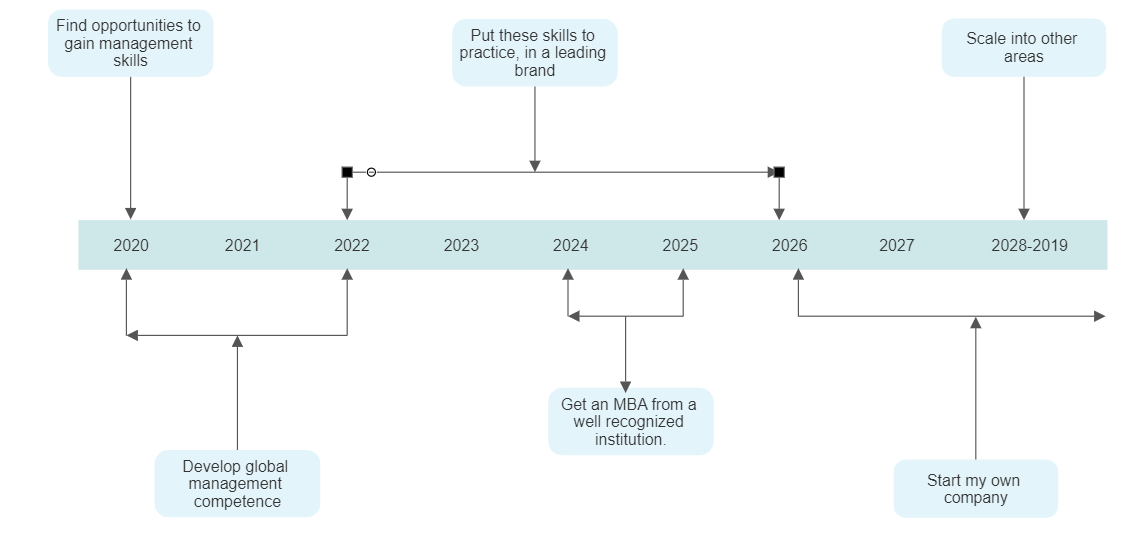 Find opportunities to
gain management
skills
Put these skills to
practice, in a leading
brand
Scale into other
areas
2020
2021
2022
2023
2024
2025
2026
2027
2028-2019
Develop global
management
competence
Get an MBA from a
well recognized
institution.
Start my own
company